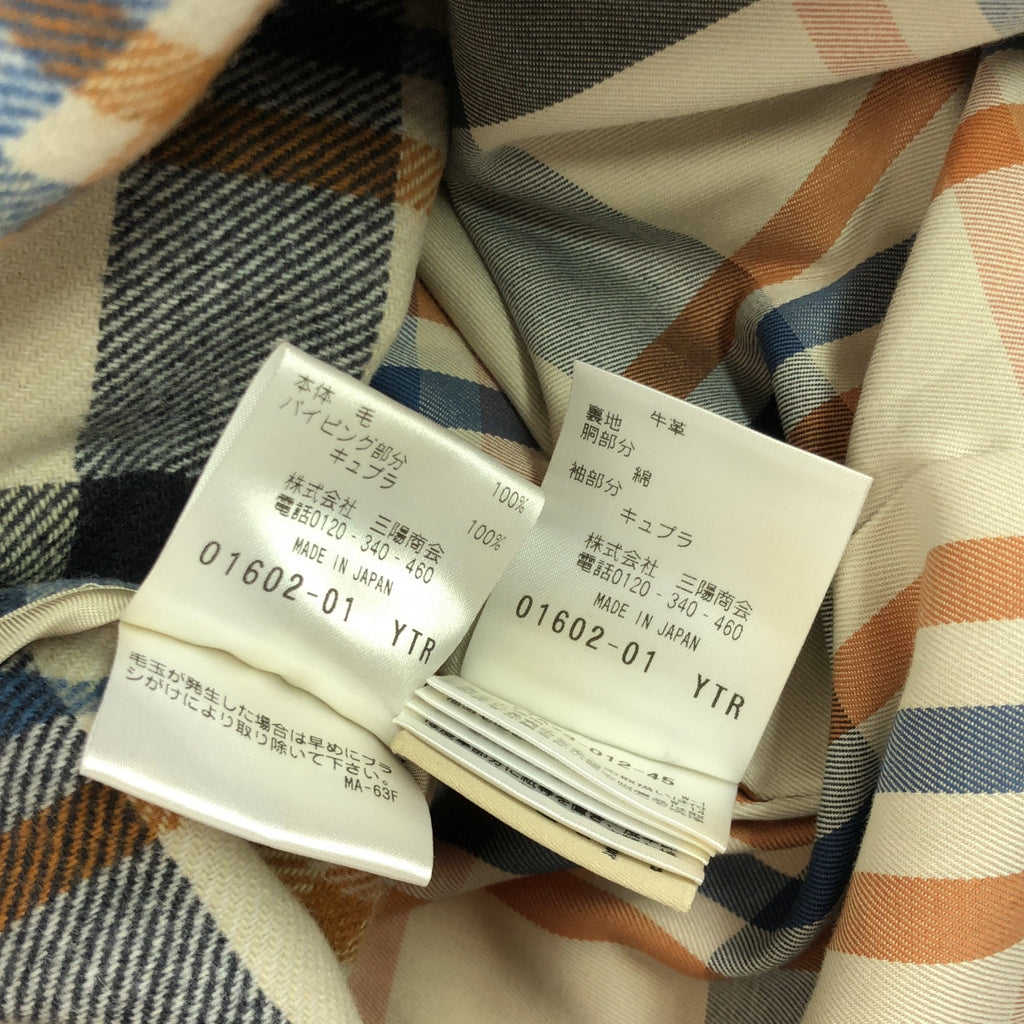 本体 毛
100%
パイピング部分
キュプラ
100%
株式会社 三陽商会
電話0120-340-460
MADE IN JAPAN
01602-01 YTR
毛玉が発生した場合は早めにブラ
シがけにより取り除いて下さい。
MA-63F
牛革
裏地
胴部分
綿
袖部分
キュプラ
株式会社 三陽商会
電話0120-340-460
MADE IN JAPAN
01602-01 YTR
012-45